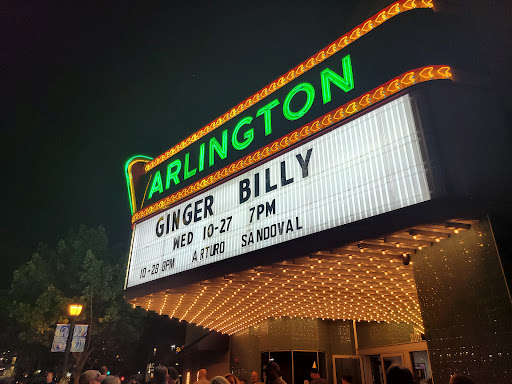 ARLINGTON
GINGER BILLY
WED 10-27 7PM
10-28 8PM ARTURO SANDOVAL